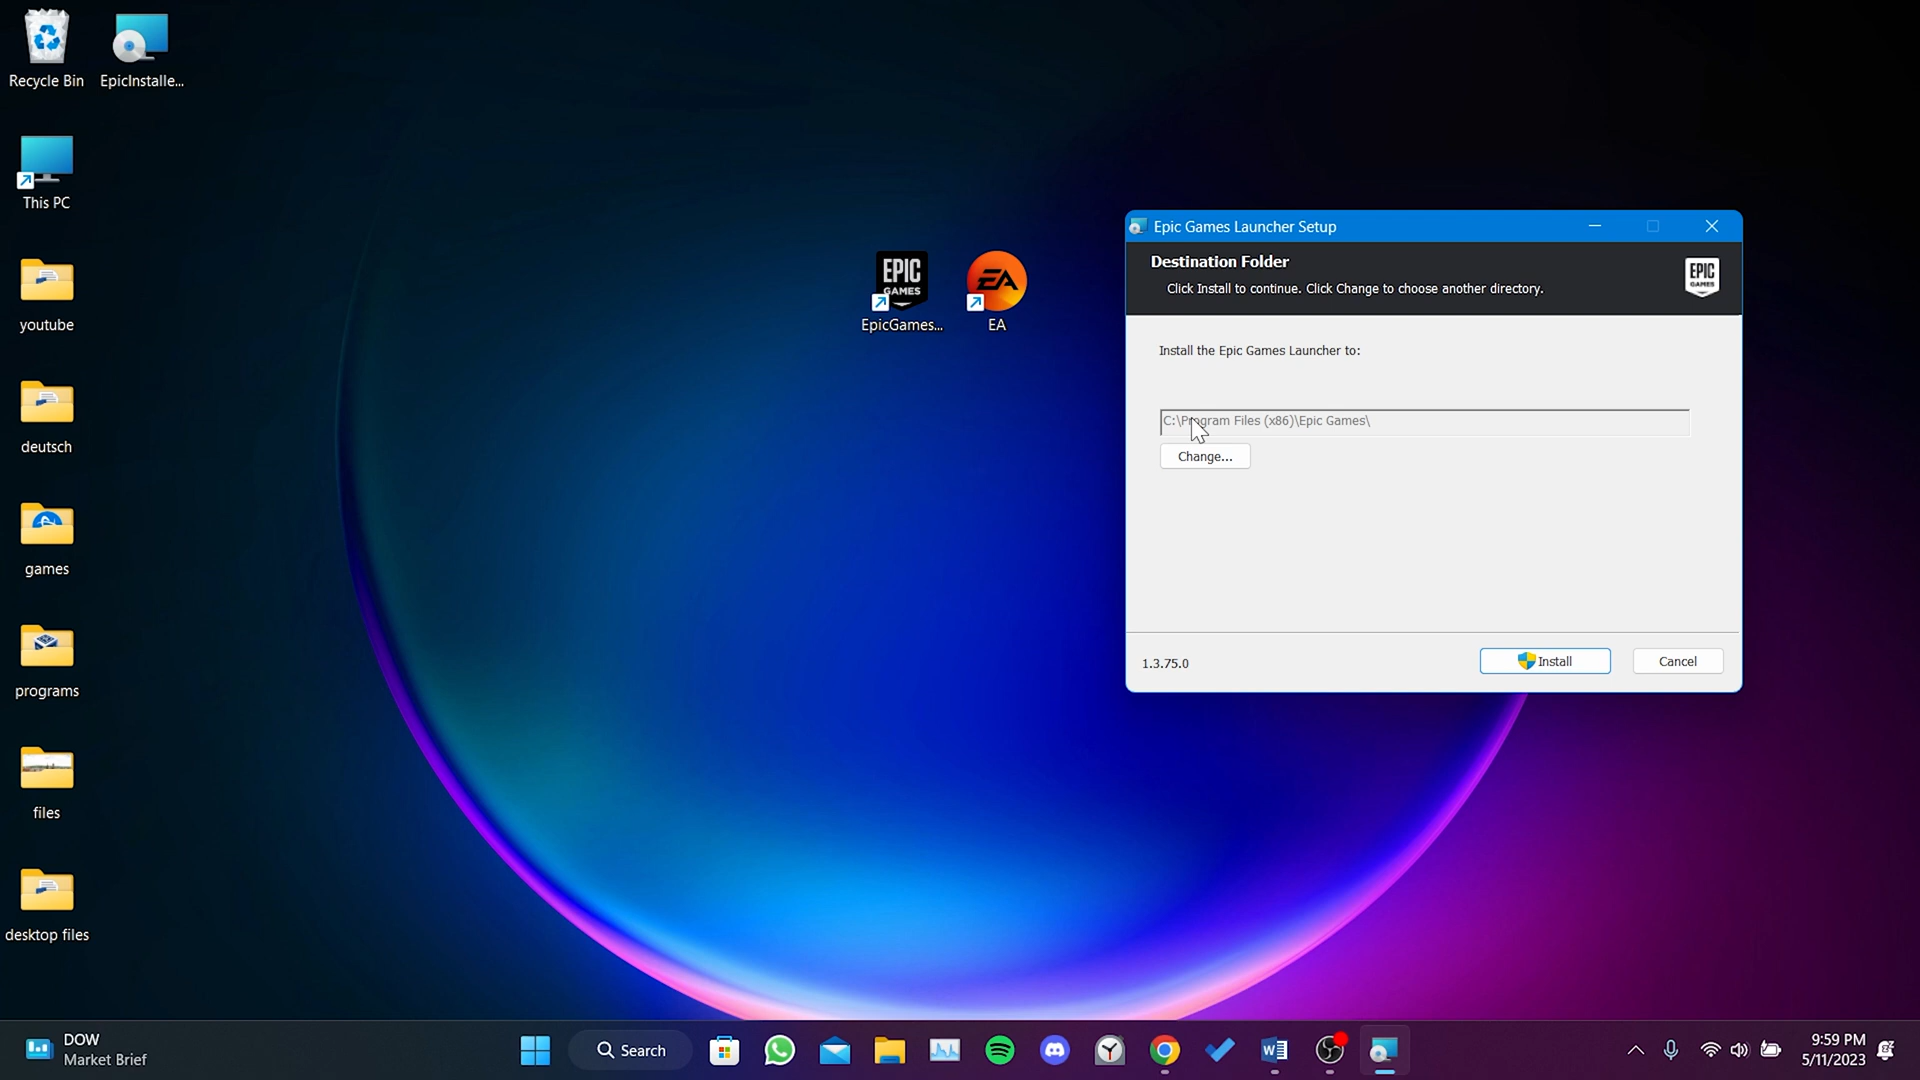 Recycle Bin
EpicInstalle...
This PC
youtube
deutsch
games
programs
files
desktop files
EPIC
GAMES
EpicGames...
EA
EA
Epic Games Launcher Setup
Destination Folder
Click Install to continue. Click Change to choose another directory.
EPIC
GAMES
Install the Epic Games Launcher to:
C:\Program Files (x86)\Epic Games\
Change...
1.3.75.0
Install
Cancel
DOW
Market Brief
Search
9:59 PM
5/11/2023